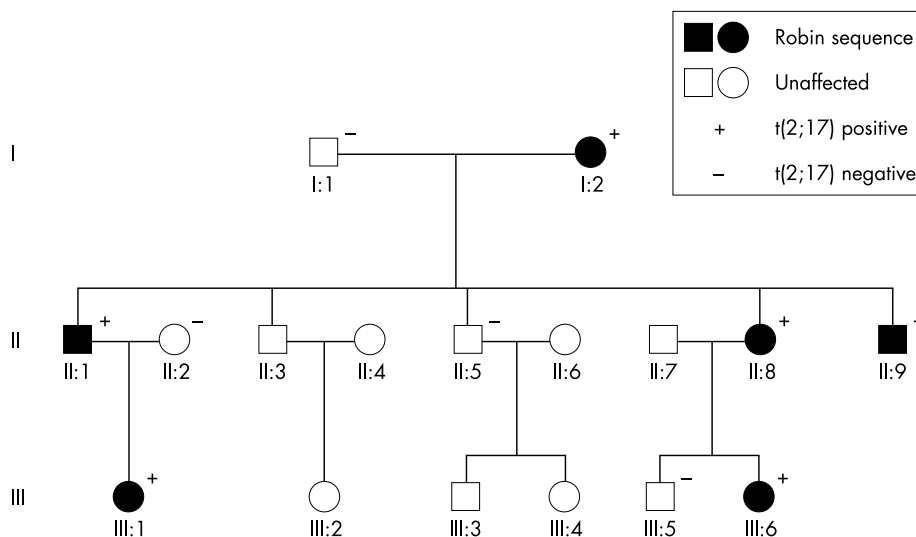 Robin sequence
Unaffected
+ t(2;17) positive
− t(2;17) negative
I − +
I:1 I:2
II + − − +
II:1 II:2 II:3 II:4 II:5 II:6 II:7 II:8 II:9
III + − +
III:1 III:2 III:3 III:4 III:5 III:6